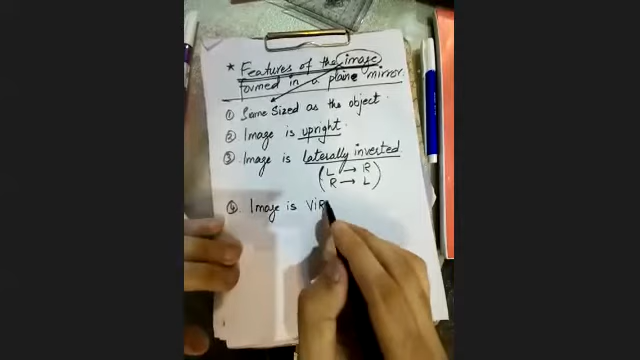 * Features of the image
formed in a plane mirror.
① Same sized as the object.
② Image is upright.
③ Image is laterally inverted
(L → R
R → L)
④ Image is ViR